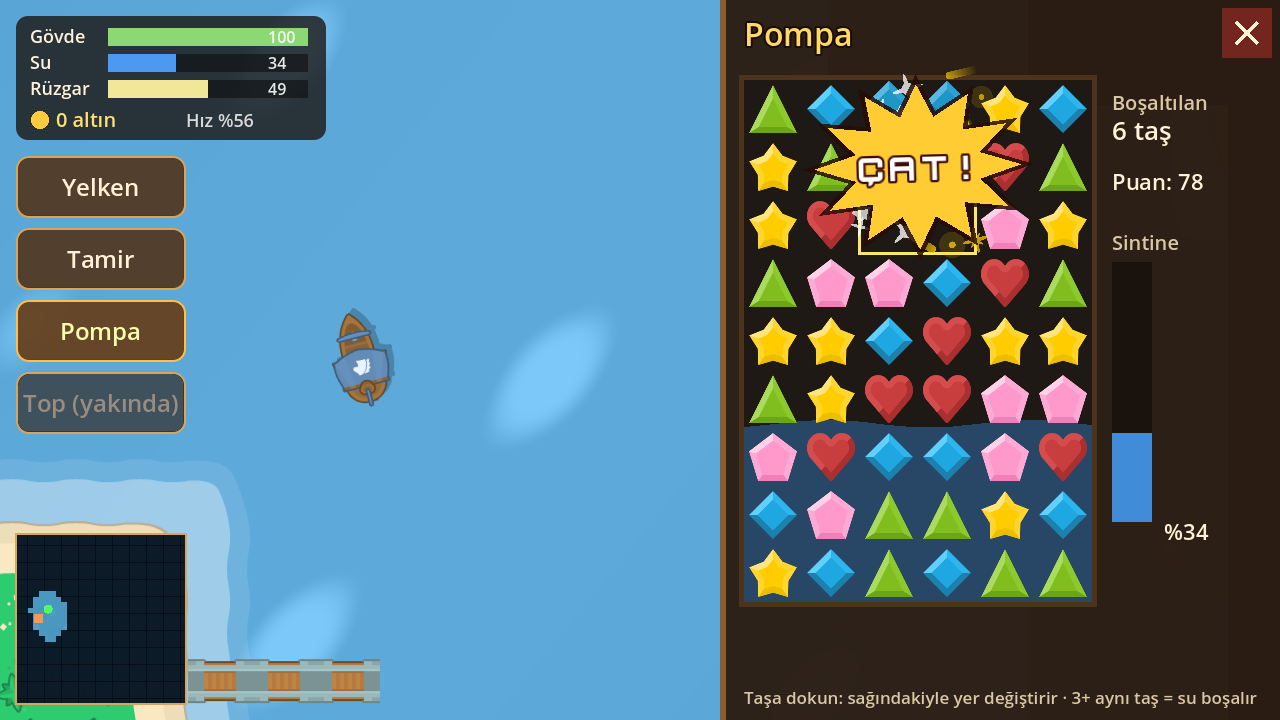 Gövde 100
Su 34
Rüzgar 49
0 altın Hız %56
Yelken
Tamir
Pompa
Top (yakında)
Pompa
ÇAT!
Boşaltılan
6 taş
Puan: 78
Sintine
%34
Taşa dokun: sağındakiyle yer değiştirir · 3+ aynı taş = su boşalır